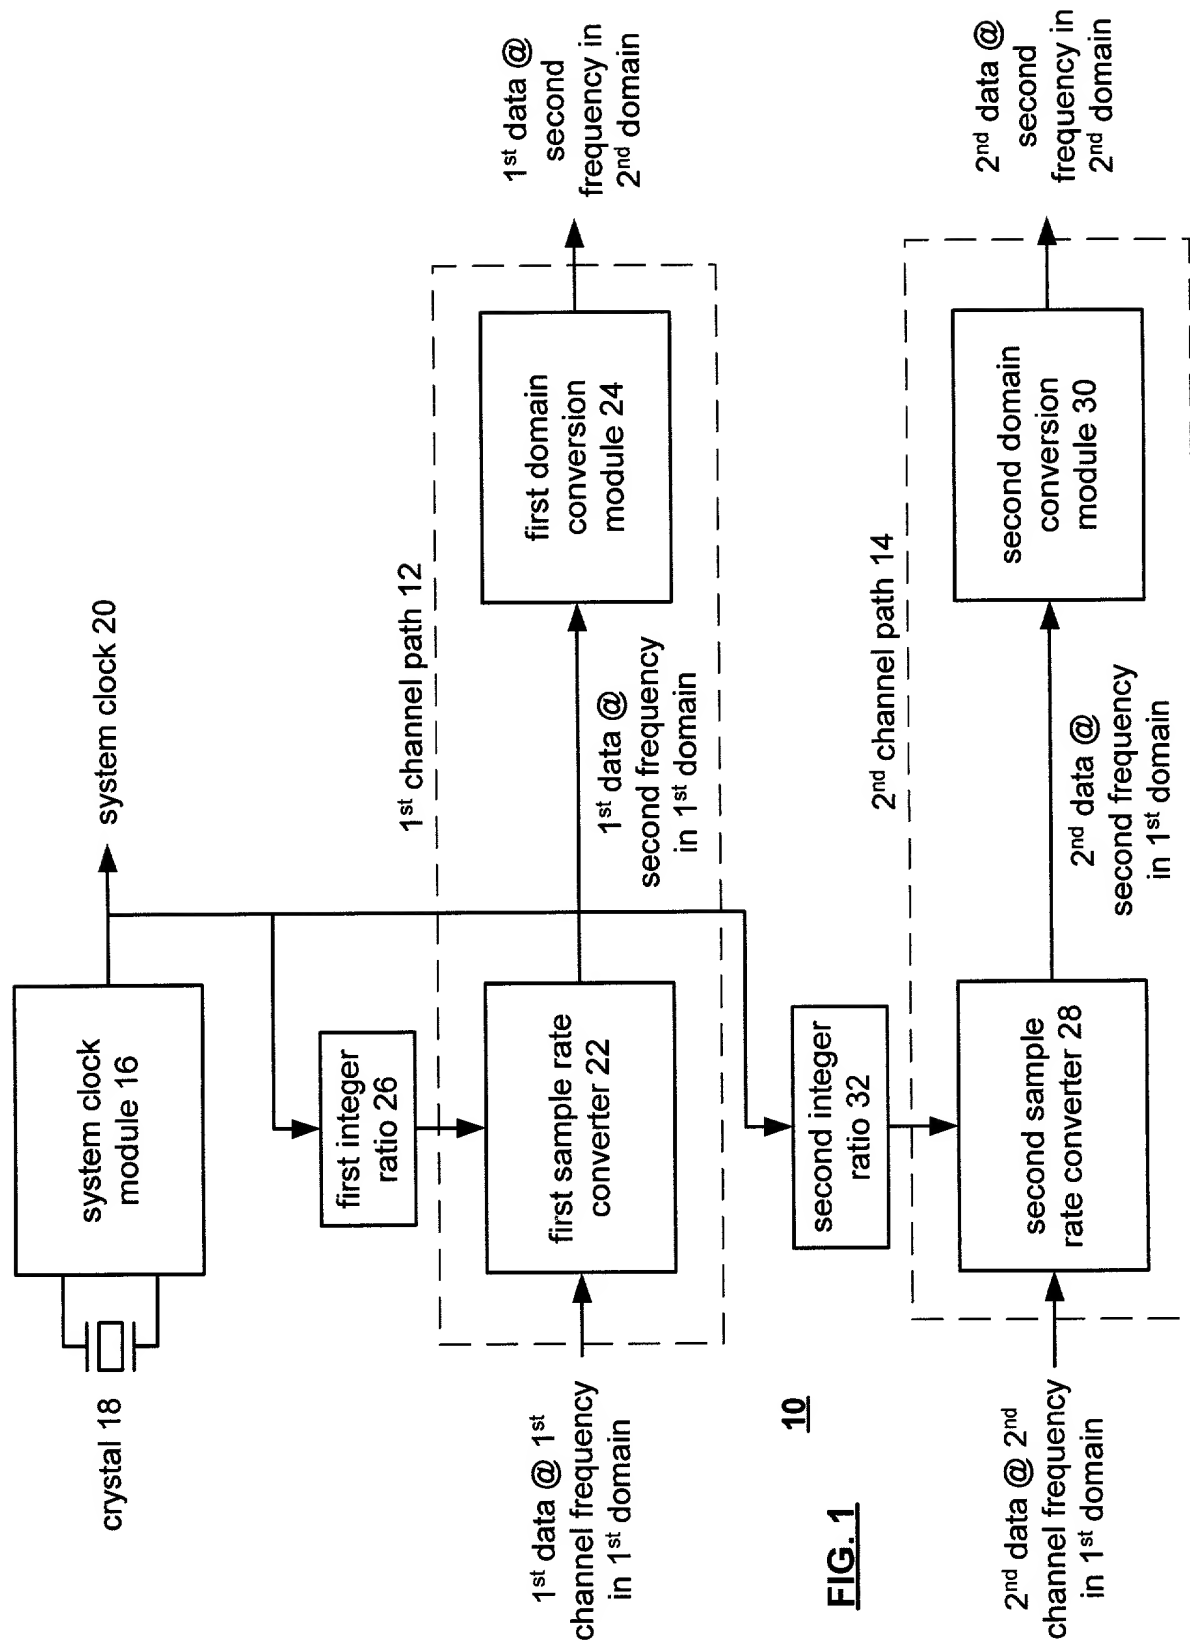 crystal 18
system clock
module 16
system clock 20
first integer
ratio 26
1st channel path 12
1st data @ 1st
channel frequency
in 1st domain
first sample rate
converter 22
1st data @
second frequency
in 1st domain
first domain
conversion
module 24
1st data @
second
frequency in
2nd domain
10
second integer
ratio 32
2nd channel path 14
2nd data @ 2nd
channel frequency
in 1st domain
second sample
rate converter 28
2nd data @
second frequency
in 1st domain
second domain
conversion
module 30
2nd data @
second
frequency in
2nd domain
FIG. 1